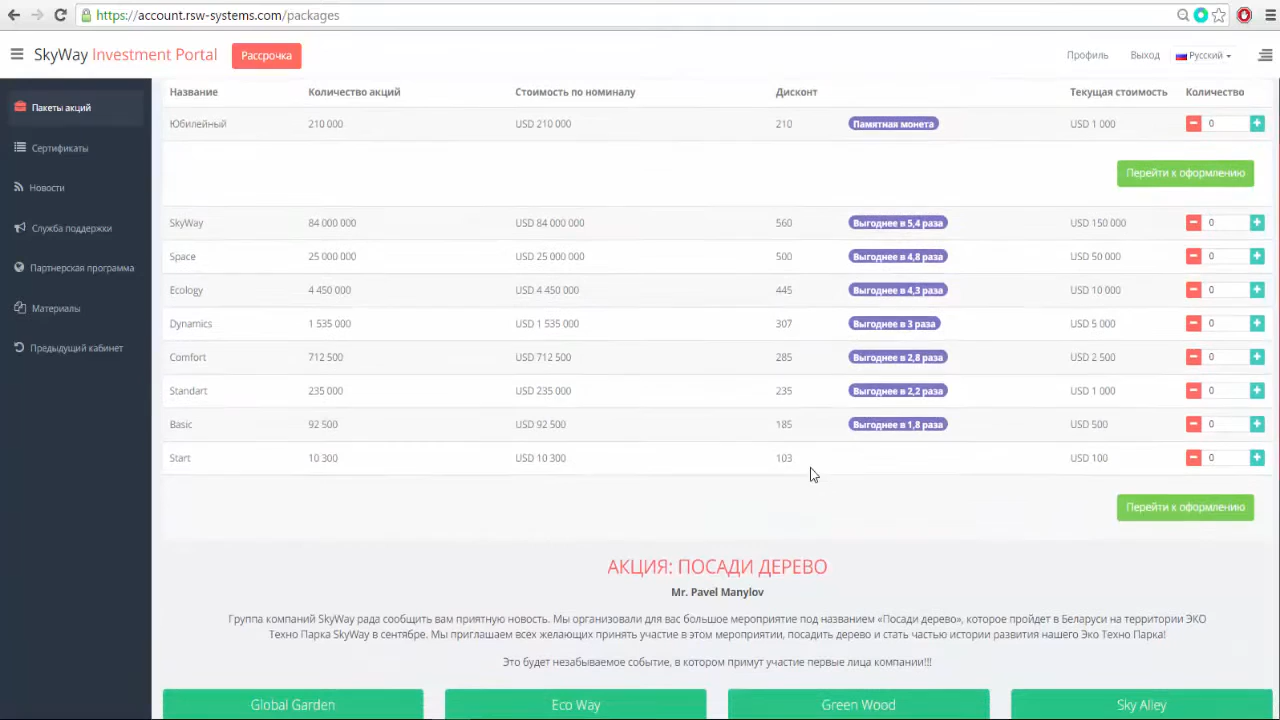 https://account.rsw-systems.com/packages
SkyWay Investment Portal Рассрочка Профиль Выход Русский
Пакеты акций
Сертификаты
Новости
Служба поддержки
Партнерская программа
Материалы
Предыдущий кабинет
Название Количество акций Стоимость по номиналу Дисконт Текущая стоимость Количество
Юбилейный 210 000 USD 210 000 210 Памятная монета USD 1 000 0
Перейти к оформлению
SkyWay 84 000 000 USD 84 000 000 560 Выгоднее в 5,4 раза USD 150 000 0
Space 25 000 000 USD 25 000 000 500 Выгоднее в 4,8 раза USD 50 000 0
Ecology 4 450 000 USD 4 450 000 445 Выгоднее в 4,3 раза USD 10 000 0
Dynamics 1 535 000 USD 1 535 000 307 Выгоднее в 3 раза USD 5 000 0
Comfort 712 500 USD 712 500 285 Выгоднее в 2,8 раза USD 2 500 0
Standart 235 000 USD 235 000 235 Выгоднее в 2,2 раза USD 1 000 0
Basic 92 500 USD 92 500 185 Выгоднее в 1,8 раза USD 500 0
Start 10 300 USD 10 300 103 USD 100 0
Перейти к оформлению
АКЦИЯ: ПОСАДИ ДЕРЕВО
Mr. Pavel Manylov
Группа компаний SkyWay рада сообщить вам приятную новость. Мы организовали для вас большое мероприятие под названием «Посади дерево», которое пройдет в Беларуси на территории ЭКО
Техно Парка SkyWay в сентябре. Мы приглашаем всех желающих принять участие в этом мероприятии, посадить дерево и стать частью истории развития нашего Эко Техно Парка!
Это будет незабываемое событие, в котором примут участие первые лица компании!!!
Global Garden Eco Way Green Wood Sky Alley